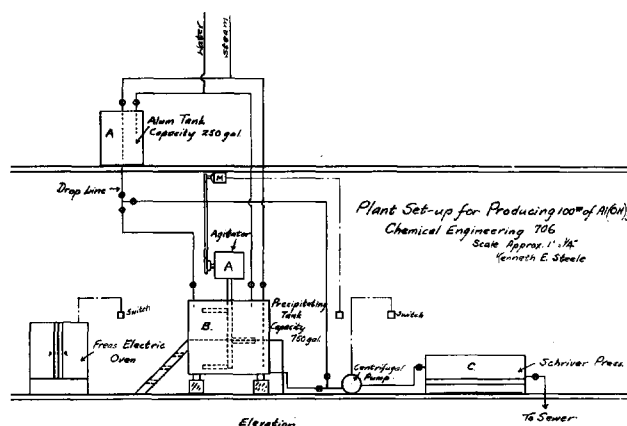 Water
Steam
A
Alum Tank
Capacity 250 gal.
Drop Line
M
Plant Set-up for Producing 100# of Al(OH)3
Chemical Engineering 706
Scale Approx. 1' = 1/4"
Kenneth E. Steele
Agitator
A
Switch
Freas Electric
Oven
B.
Precipitating
Tank
Capacity
750 gal.
Switch
Centrifugal
Pump.
C.
Schriver Press.
To Sewer
Elevation